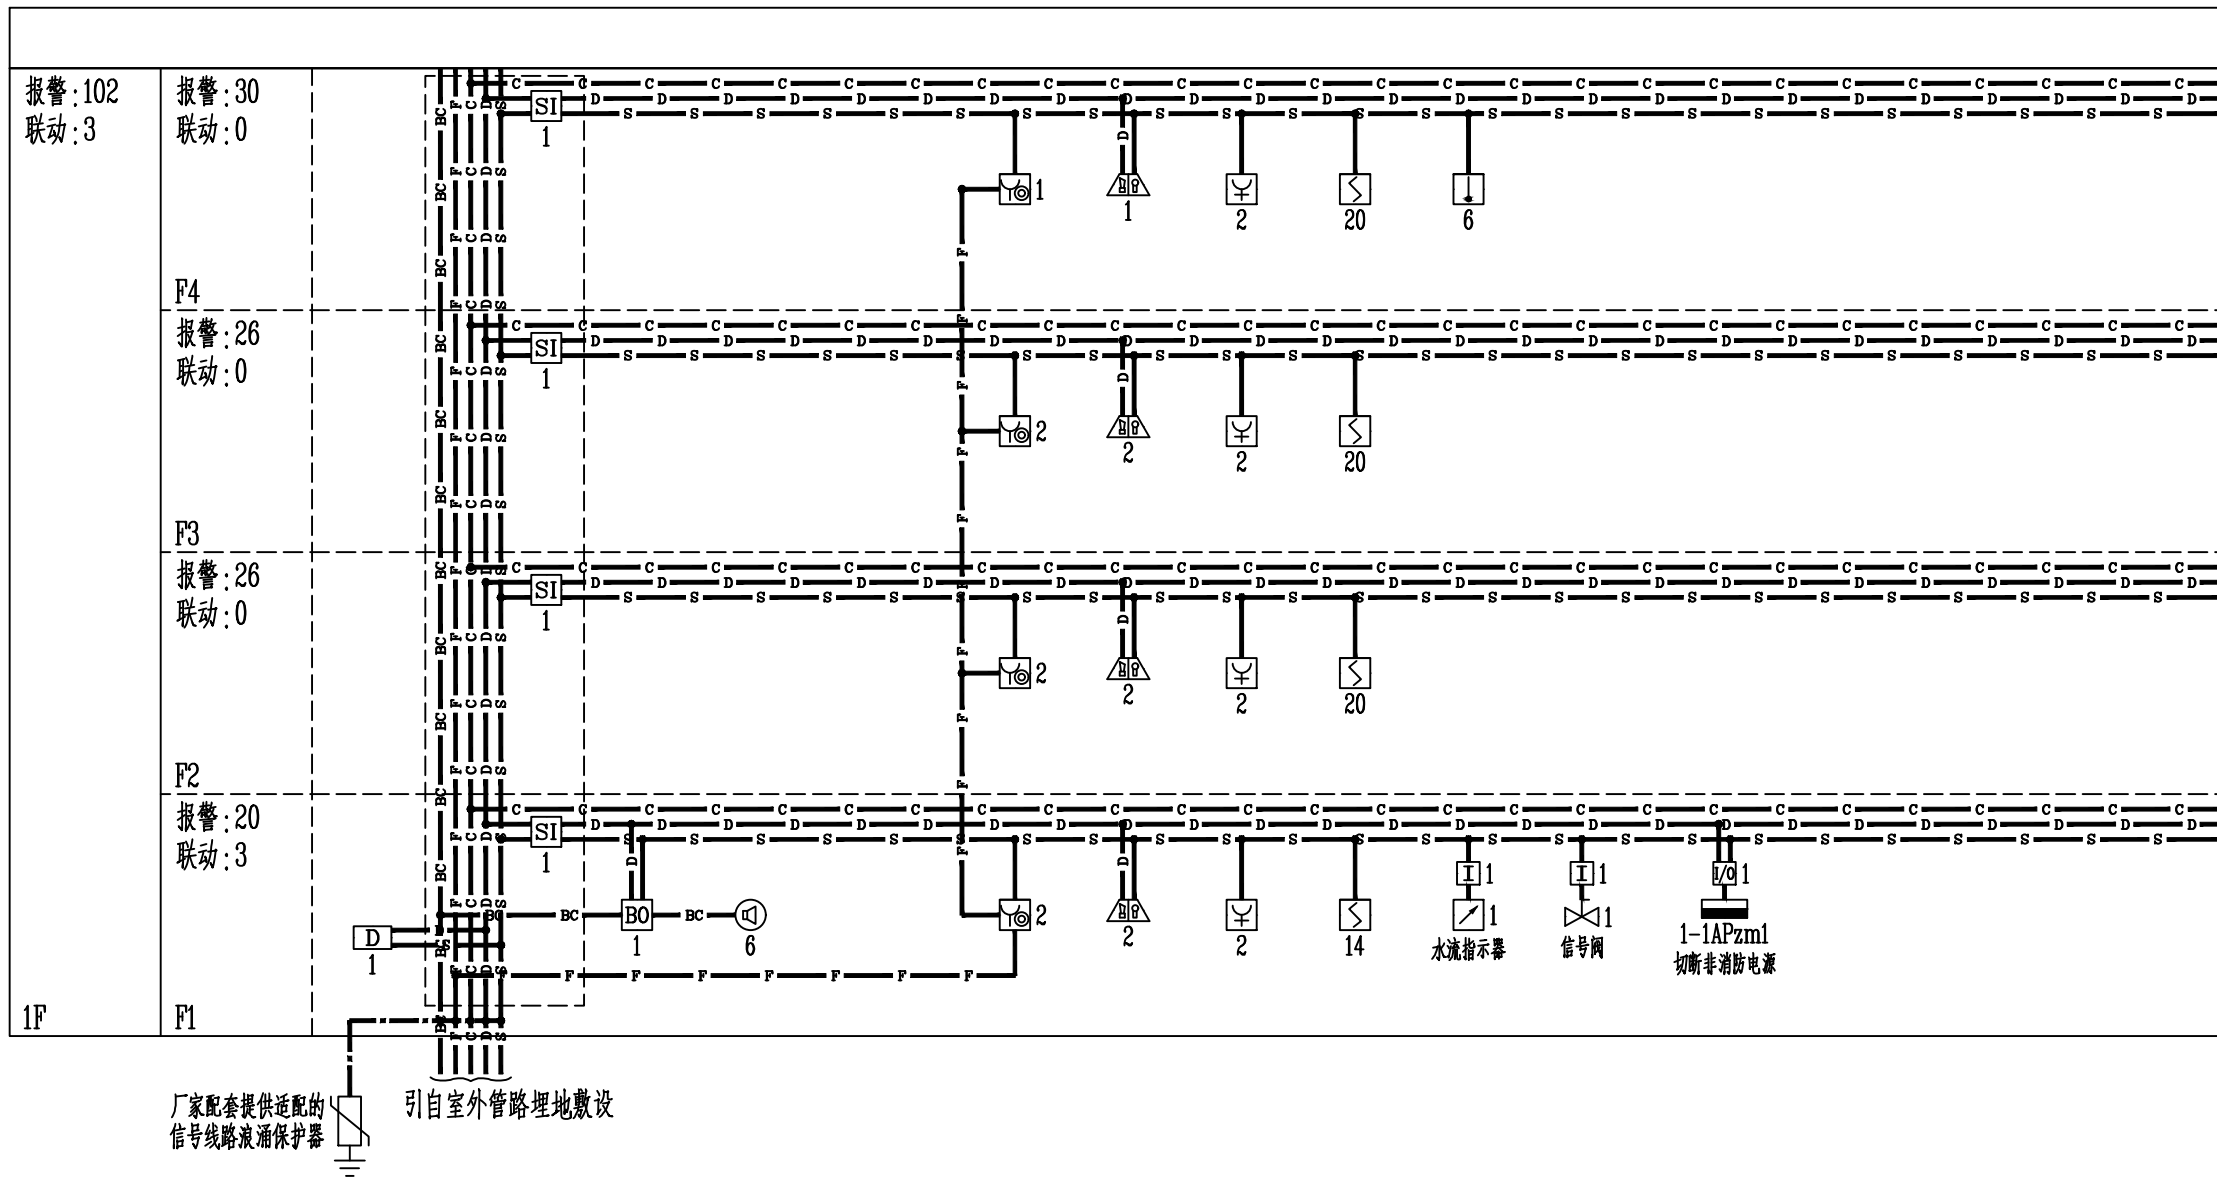 报警:102
联动:3
报警:30
联动:0
C C C C C C C C C C C C C C C C C C C C C C C C C C
SI D D D D D D D D D D D D D D D D D D D D D D D D D
S S S S S S S S S S S S S S S S S S S S S S S S
1
BC F C D S
D
1 1 2 20 6
F4
报警:26
联动:0
SI
1
D
2 2 2 20
F3
报警:26
联动:0
SI
1
D
2 2 2 20
F2
报警:20
联动:3
SI
1
D D
I 1 I 1 I/O 1
BC BC BC
BO
1 6
2 2 2 14
1 1
水流指示器
信号阀
1-1APzm1
切断非消防电源
D
1
F F F F F F F F
1F
F1
引自室外管路埋地敷设
厂家配套提供适配的
信号线路浪涌保护器